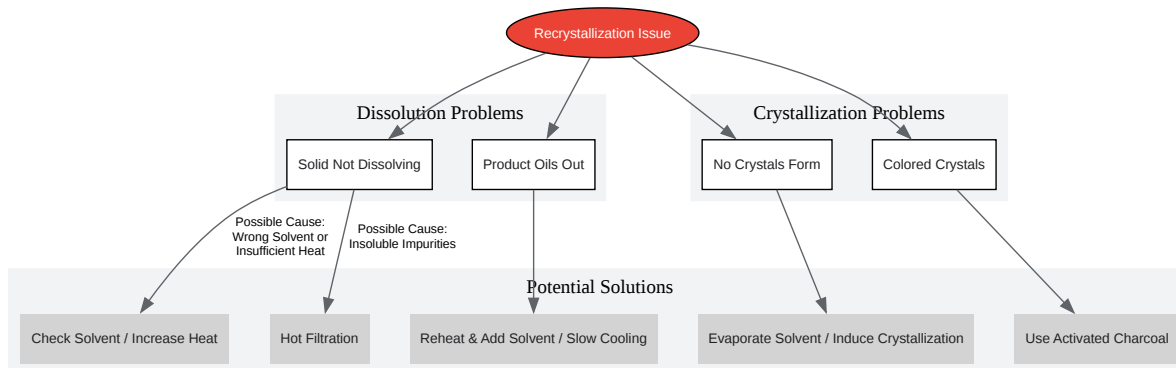 Recrystallization Issue
Dissolution Problems
Crystallization Problems
Solid Not Dissolving
Product Oils Out
No Crystals Form
Colored Crystals
Possible Cause:
Wrong Solvent or
Insufficient Heat
Possible Cause:
Insoluble Impurities
Potential Solutions
Check Solvent / Increase Heat
Hot Filtration
Reheat & Add Solvent / Slow Cooling
Evaporate Solvent / Induce Crystallization
Use Activated Charcoal